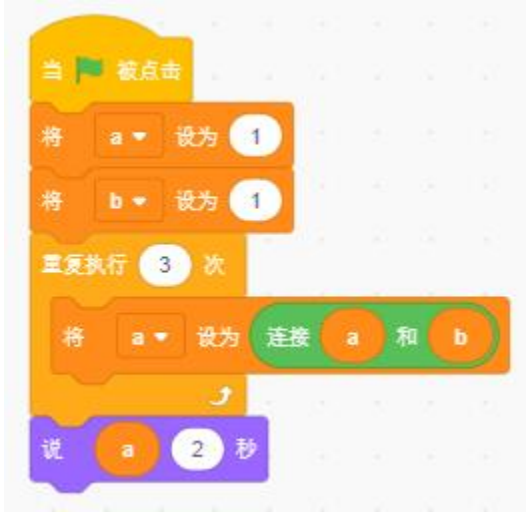 当 被点击
将 a 设为 1
将 b 设为 1
重复执行 3 次
将 a 设为 连接 a 和 b
说 a 2 秒